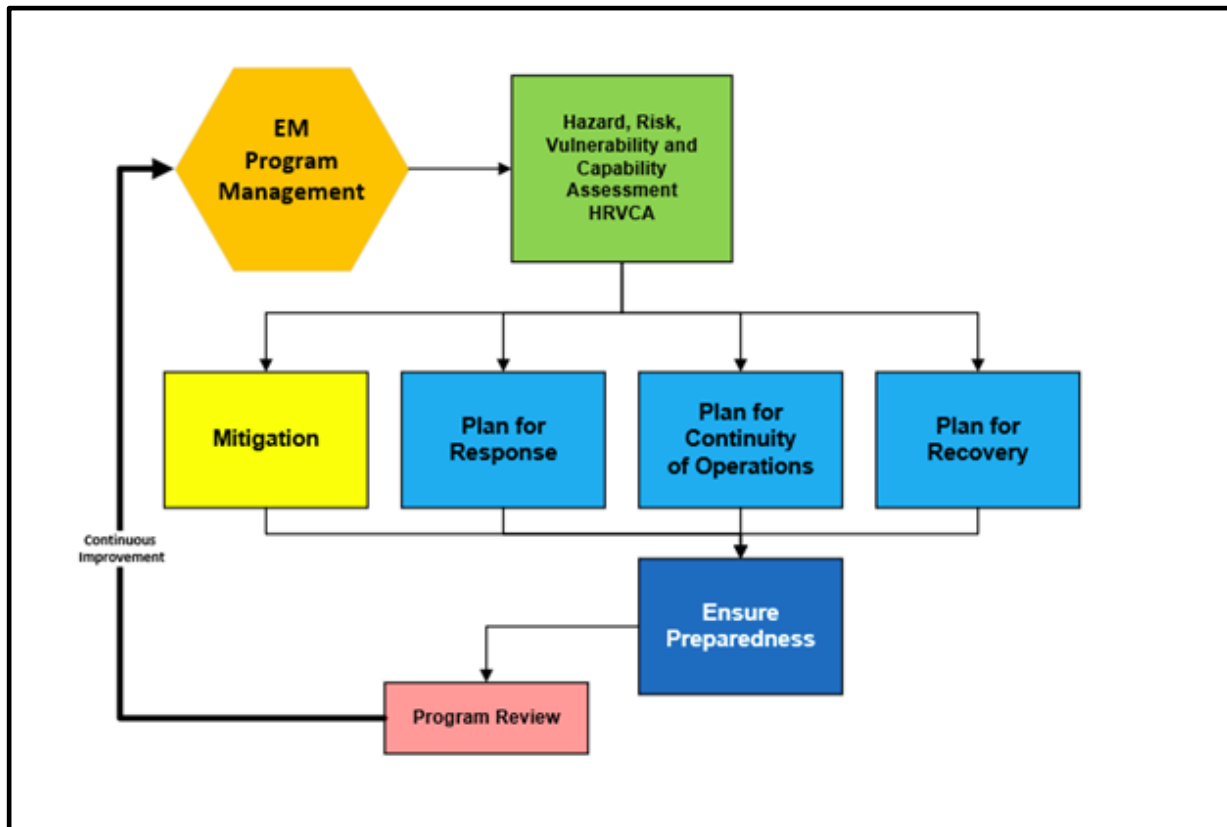 EM
Program
Management
Hazard, Risk,
Vulnerability and
Capability
Assessment
HRVCA
Mitigation
Plan for
Response
Plan for
Continuity
of Operations
Plan for
Recovery
Continuous
Improvement
Ensure
Preparedness
Program Review